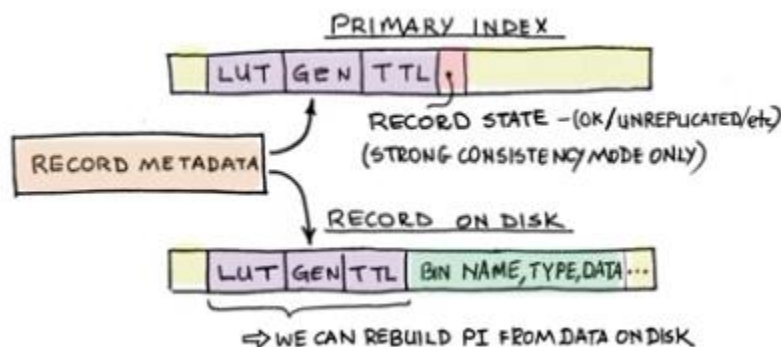 PRIMARY INDEX
LUT GEN TTL
RECORD STATE - (OK/UNREPLICATED/etc)
(STRONG CONSISTENCY MODE ONLY)
RECORD METADATA
RECORD ON DISK
LUT GEN TTL BIN NAME, TYPE, DATA ...
⇒ WE CAN REBUILD PI FROM DATA ON DISK